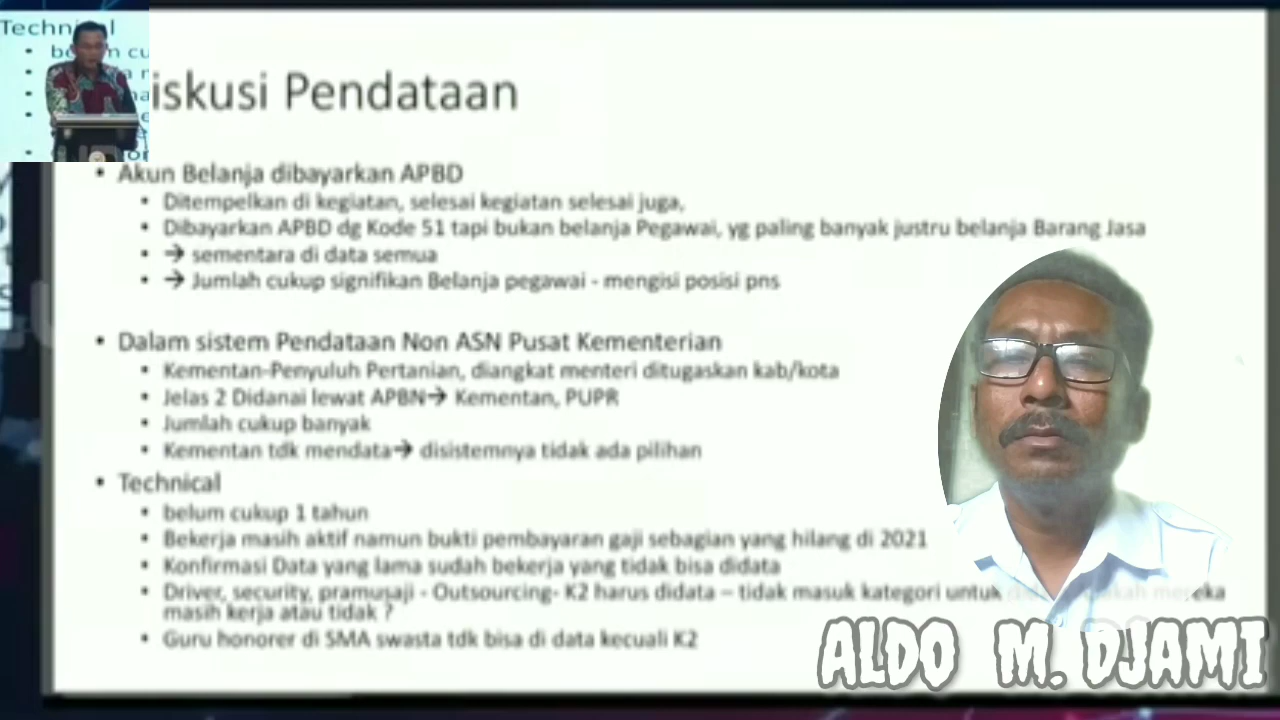 Technical
iskusi Pendataan
• Akun Belanja dibayarkan APBD
• Ditempelkan di kegiatan, selesai kegiatan selesai juga,
• Dibayarkan APBD dg Kode 51 tapi bukan belanja Pegawai, yg paling banyak justru belanja Barang Jasa
• → sementara di data semua
• → Jumlah cukup signifikan Belanja pegawai - mengisi posisi pns
• Dalam sistem Pendataan Non ASN Pusat Kementerian
• Kementan-Penyuluh Pertanian, diangkat menteri ditugaskan kab/kota
• Jelas 2 Didanai lewat APBN→ Kementan, PUPR
• Jumlah cukup banyak
• Kementan tdk mendata→ disistemnya tidak ada pilihan
• Technical
• belum cukup 1 tahun
• Bekerja masih aktif namun bukti pembayaran gaji sebagian yang hilang di 2021
• Konfirmasi Data yang lama sudah bekerja yang tidak bisa didata
• Driver, security, pramusaji - Outsourcing- K2 harus didata – tidak masuk kategori untuk mereka
masih kerja atau tidak ?
• Guru honorer di SMA swasta tdk bisa di data kecuali K2
ALDO M. DJAMI